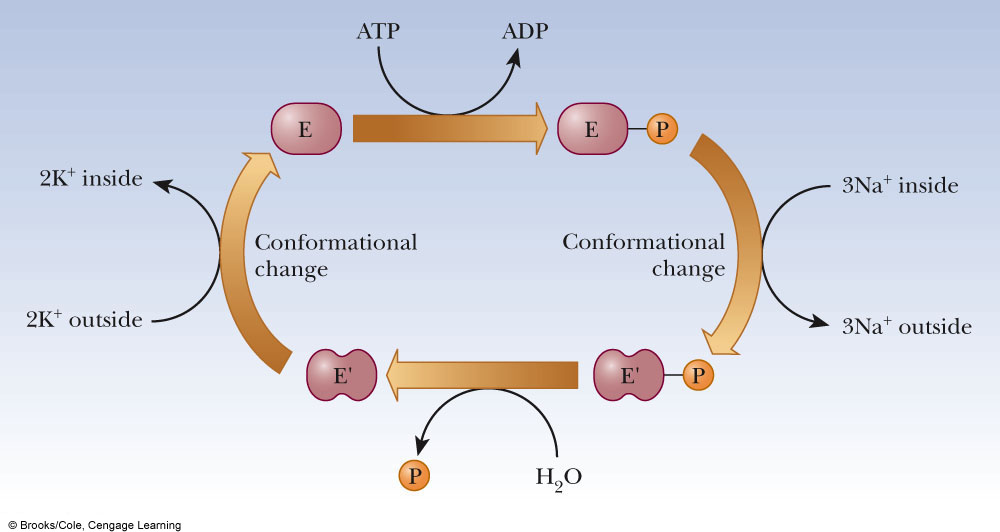 ATP
ADP
E
E
P
2K⁺ inside
3Na⁺ inside
Conformational
change
Conformational
change
2K⁺ outside
3Na⁺ outside
E'
E'
P
P
H₂O
© Brooks/Cole, Cengage Learning